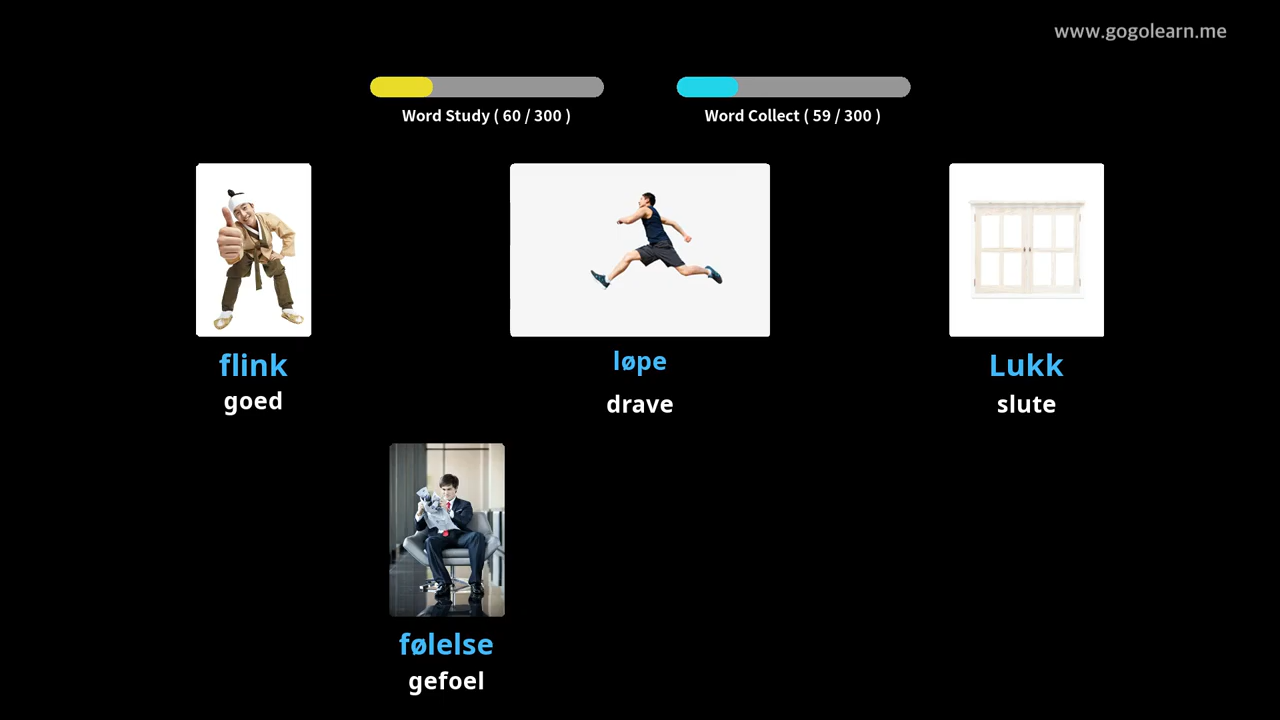 www.gogolearn.me
Word Study ( 60 / 300 )
Word Collect ( 59 / 300 )
flink
goed
løpe
drave
Lukk
slute
følelse
gefoel